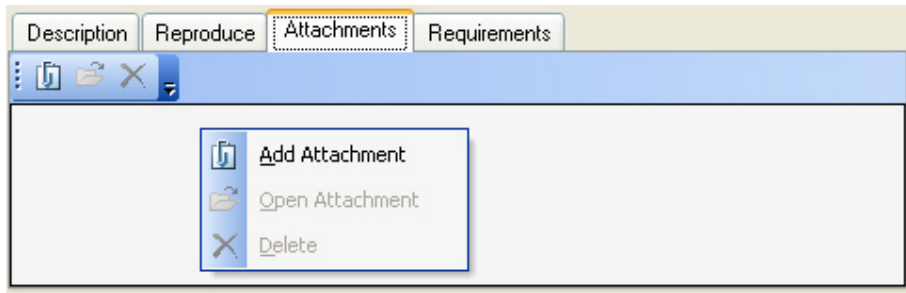 Description Reproduce Attachments Requirements
Add Attachment
Open Attachment
Delete